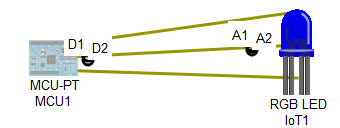 D1
D2
A1
A2
MCU-PT
MCU1
RGB LED
IoT1